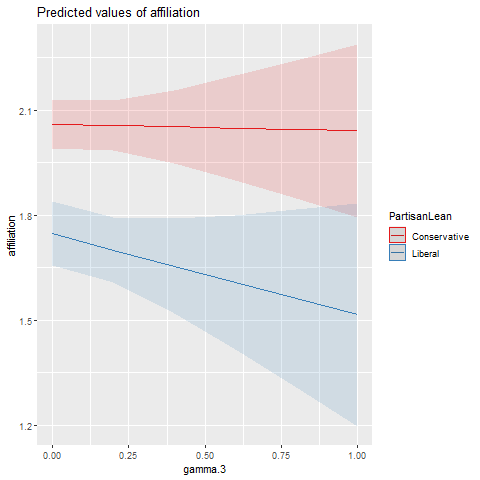 Predicted values of affiliation
affiliation
2.1
1.8
1.5
1.2
0.00 0.25 0.50 0.75 1.00
gamma.3
PartisanLean
Conservative
Liberal